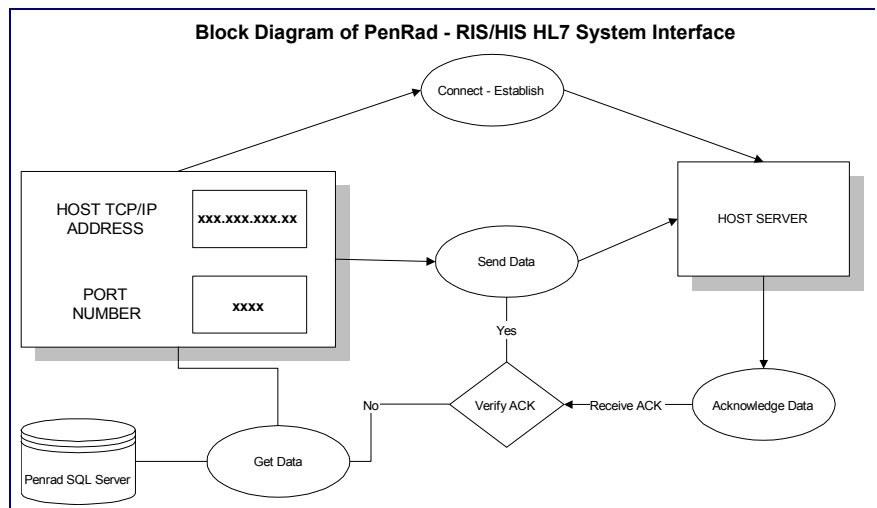 Block Diagram of PenRad - RIS/HIS HL7 System Interface
Connect - Establish
HOST TCP/IP
ADDRESS
xxx.xxx.xxx.xx
HOST SERVER
Send Data
PORT
NUMBER
xxxx
Yes
No
Verify ACK
Receive ACK
Acknowledge Data
Get Data
Penrad SQL Server